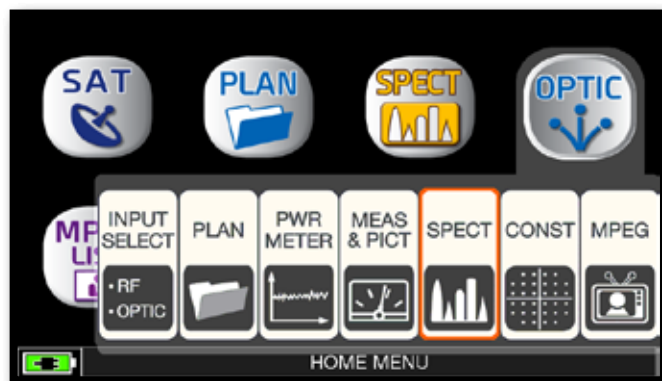 SAT
PLAN
SPECT
OPTIC
INPUT
SELECT
• RF
• OPTIC
PLAN
PWR
METER
MEAS
& PICT
SPECT
CONST
MPEG
HOME MENU